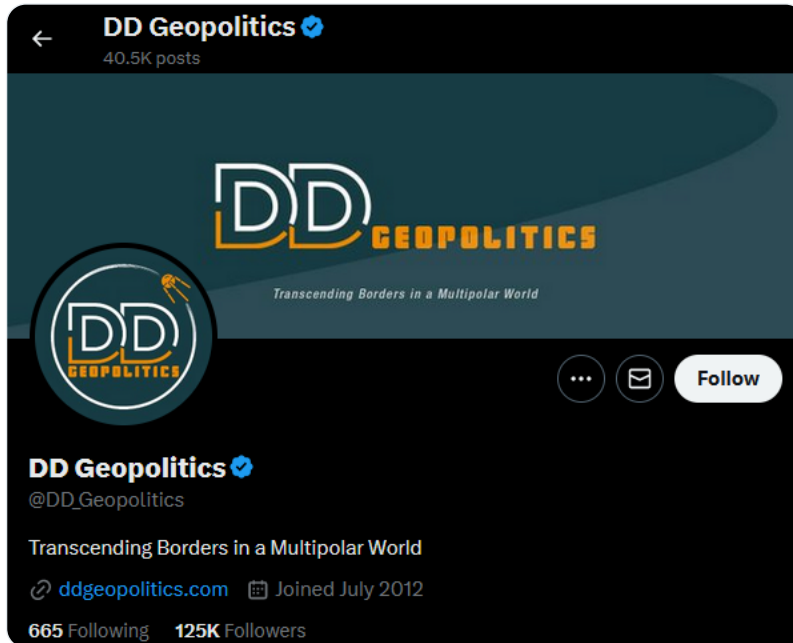 DD Geopolitics
40.5K posts
DD GEOPOLITICS
Transcending Borders in a Multipolar World
DD
GEOPOLITICS
Follow
DD Geopolitics
@DD_Geopolitics
Transcending Borders in a Multipolar World
ddgeopolitics.com Joined July 2012
665 Following 125K Followers